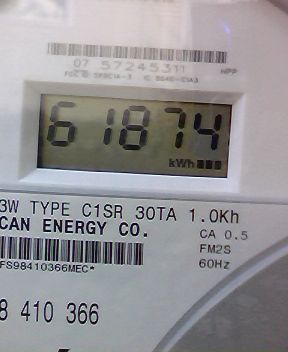 07 57245311
HPP
61874
kWh
3W TYPE C1SR 30TA 1.0Kh
CAN ENERGY CO.
CA 0.5
FM2S
60Hz
FS98410366MEC*
8 410 366